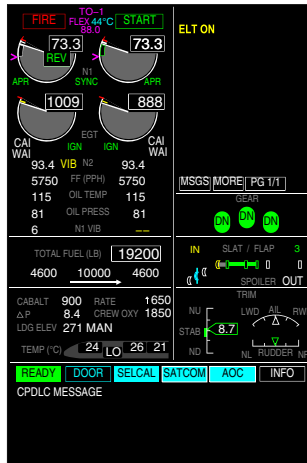 FIRE TO-1 START
FLEX 44°C
88.0
ELT ON
73.3 73.3
REV
N1
APR SYNC APR
1009 888
EGT
CAI IGN IGN CAI
WAI WAI
93.4 VIB N2 93.4
5750 FF (PPH) 5750
115 OIL TEMP 115
81 OIL PRESS 81
6 N1 VIB --
MSGS MORE PG 1/1
GEAR
DN DN DN
TOTAL FUEL (LB) 19200
4600 10000 4600
IN SLAT / FLAP 3
0 0
SPOILER OUT
CABALT 900 RATE 1650
△P 8.4 CREW OXY 1850
LDG ELEV 271 MAN
TEMP (°C) 24 LO 26 21
TRIM
NU LWD AIL RWD
STAB 8.7
ND NL RUDDER NR
READY DOOR SELCAL SATCOM AOC INFO
CPDLC MESSAGE